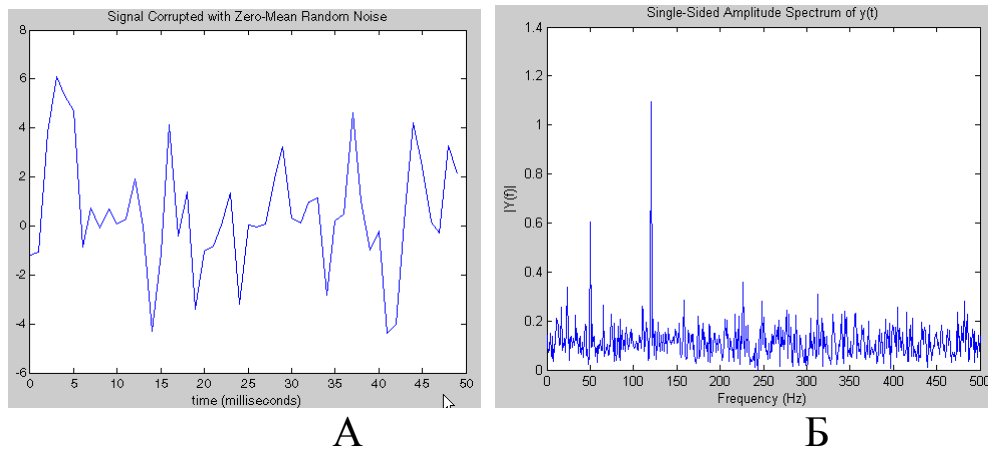 Signal Corrupted with Zero-Mean Random Noise
8
6
4
2
0
-2
-4
-6
0 5 10 15 20 25 30 35 40 45 50
time (milliseconds)
А
Single-Sided Amplitude Spectrum of y(t)
1.4
1.2
1
0.8
0.6
0.4
0.2
0
|Y(f)|
0 50 100 150 200 250 300 350 400 450 500
Frequency (Hz)
Б